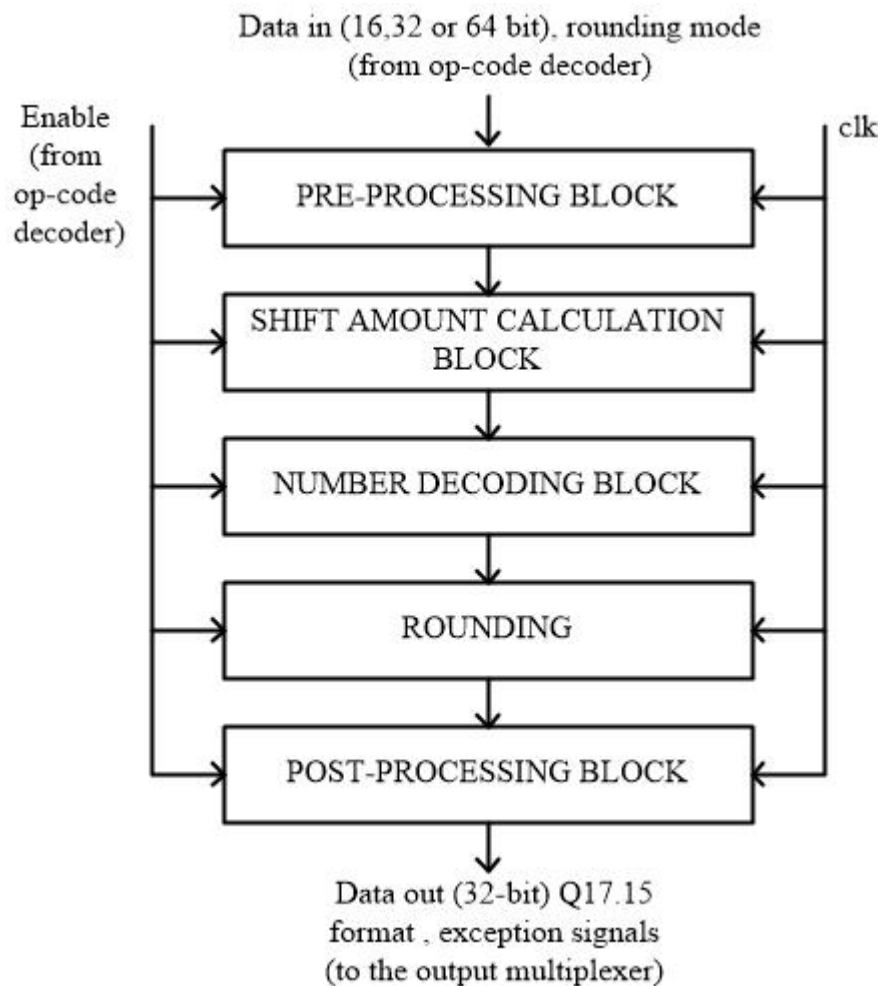 Data in (16,32 or 64 bit), rounding mode
(from op-code decoder)
Enable
(from
op-code
decoder)
clk
PRE-PROCESSING BLOCK
SHIFT AMOUNT CALCULATION
BLOCK
NUMBER DECODING BLOCK
ROUNDING
POST-PROCESSING BLOCK
Data out (32-bit) Q17.15
format , exception signals
(to the output multiplexer)